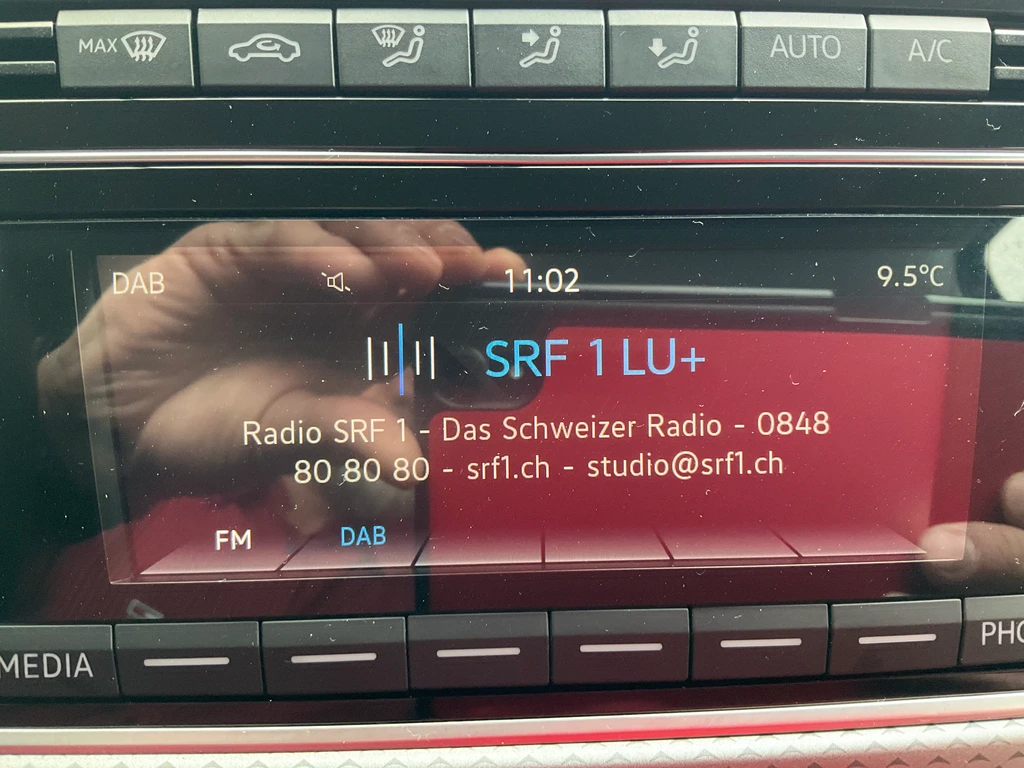 MAX
AUTO
A/C
DAB 11:02 9.5°C
SRF 1 LU+
Radio SRF 1 - Das Schweizer Radio - 0848
80 80 80 - srf1.ch - studio@srf1.ch
FM DAB
MEDIA
PHO